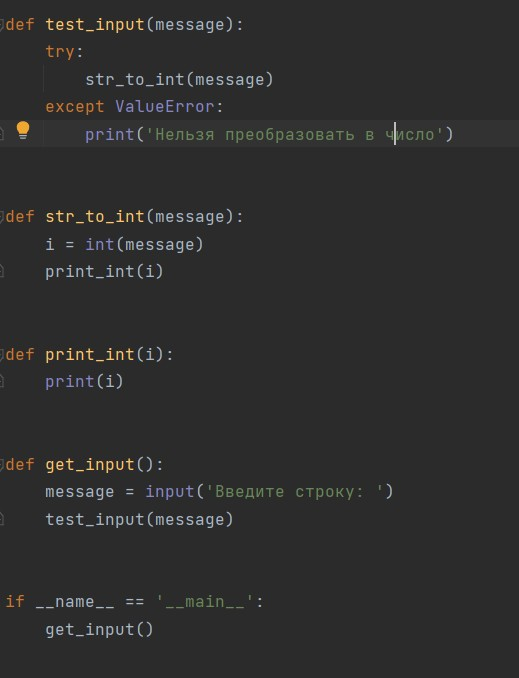 def test_input(message):
    try:
        str_to_int(message)
    except ValueError:
        print('Нельзя преобразовать в число')
def str_to_int(message):
    i = int(message)
    print_int(i)
def print_int(i):
    print(i)
def get_input():
    message = input('Введите строку: ')
    test_input(message)
if __name__ == '__main__':
    get_input()